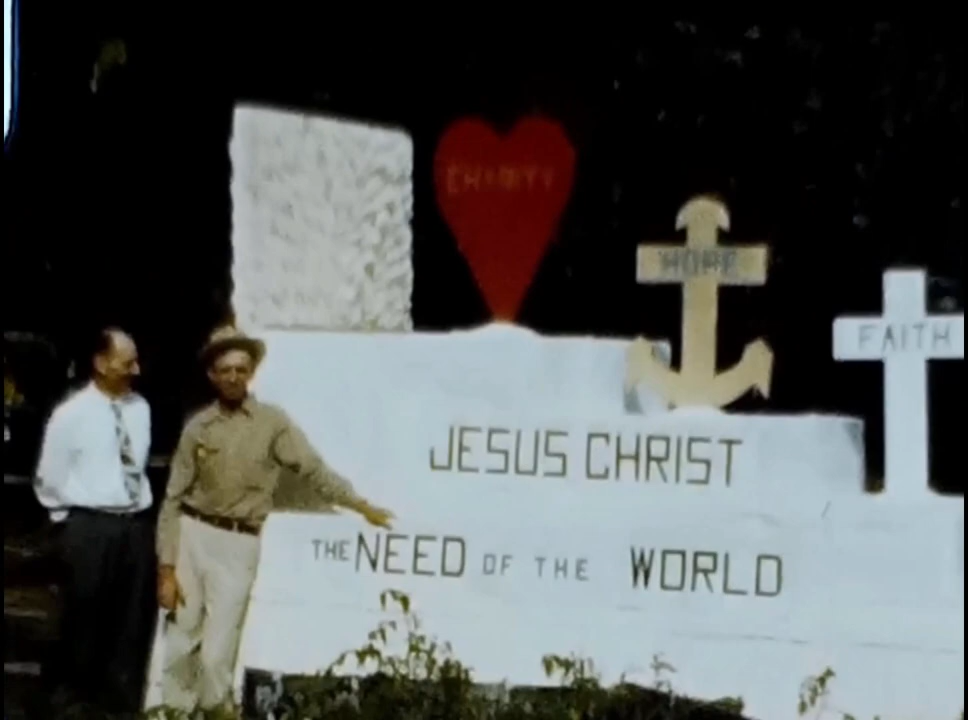 CHARITY
HOPE
FAITH
JESUS CHRIST
THE NEED OF THE WORLD